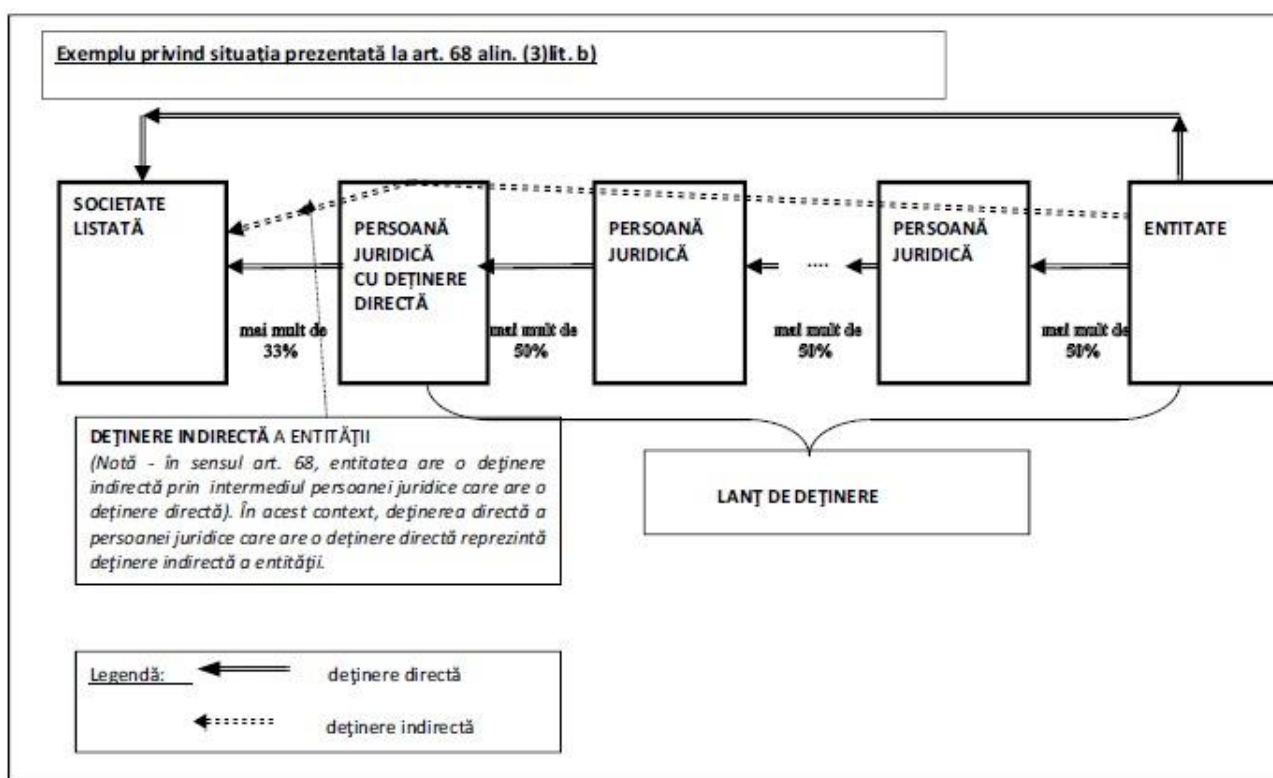 Exemplu privind situația prezentată la art. 68 alin. (3)lit. b)
SOCIETATE
LISTATĂ
PERSOANĂ
JURIDICĂ
CU DEȚINERE
DIRECTĂ
PERSOANĂ
JURIDICĂ
....
PERSOANĂ
JURIDICĂ
ENTITATE
mai mult de
33%
mai mult de
50%
mai mult de
50%
mai mult de
50%
DEŢINERE INDIRECTĂ A ENTITĂŢII
(Notă - în sensul art. 68, entitatea are o deținere
indirectă prin intermediul persoanei juridice care are o
deținere directă). În acest context, deținerea directă a
persoanei juridice care are o deținere directă reprezintă
deținere indirectă a entității.
LANȚ DE DEȚINERE
Legendă:
deţinere directă
deţinere indirectă